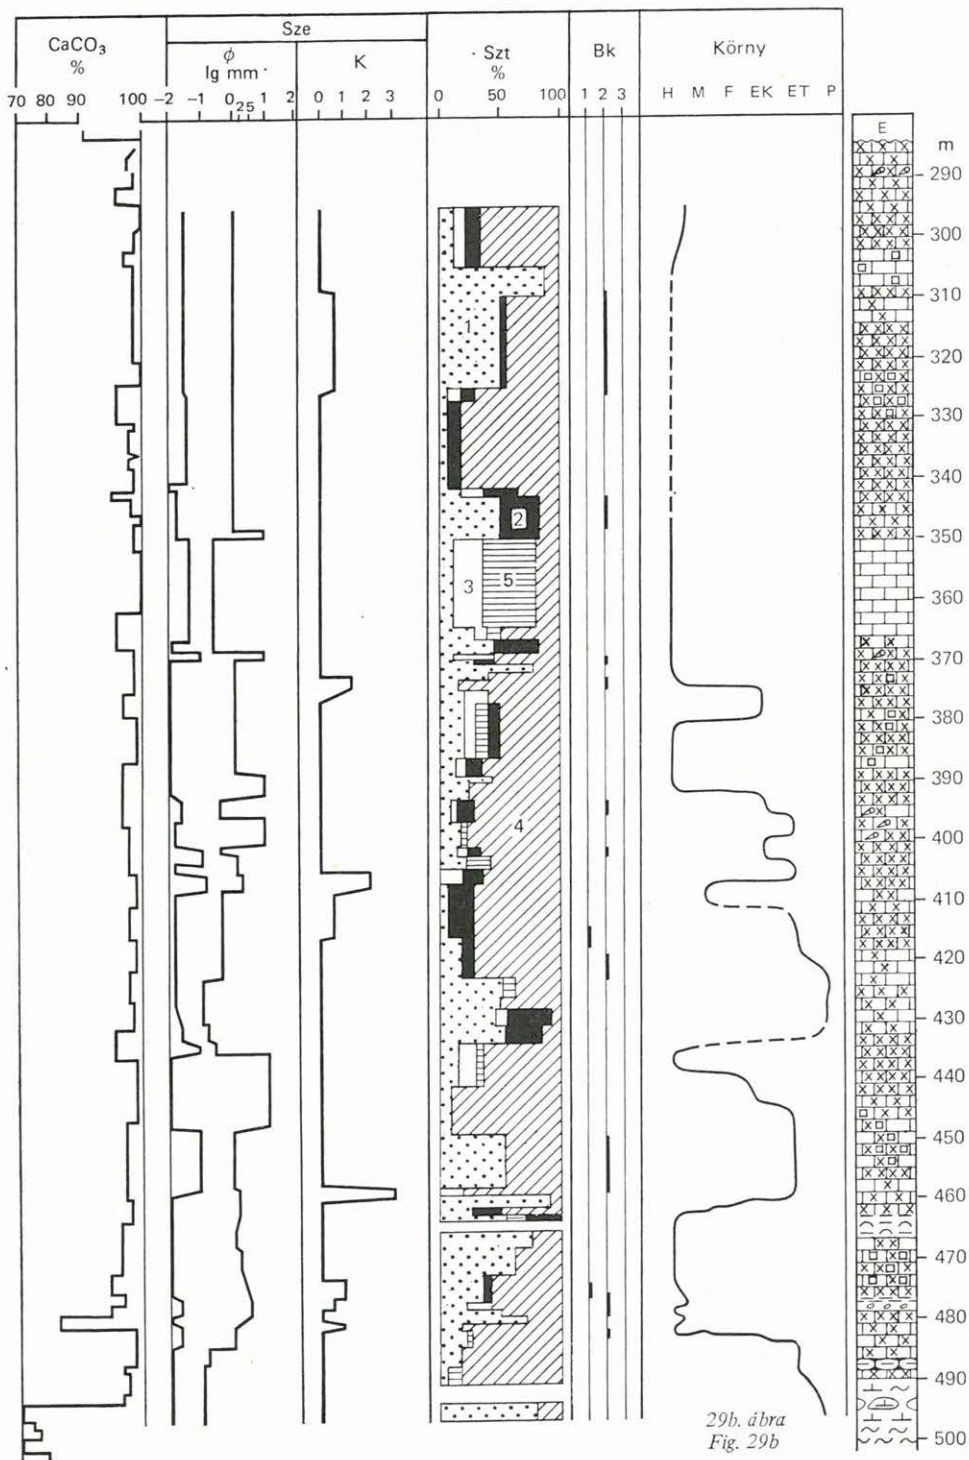 Sze
CaCO3
%
ϕ
lg mm
K
Szt
%
Bk
Körny
70 80 90 100 -2 -1 0,25 1 2 0 1 2 3 0 50 100 1 2 3 H M F EK ET P
E
m
290
300
310
1
320
330
340
2
350
3 5
360
370
380
390
4
400
410
420
430
440
450
460
470
480
490
500
29b. ábra
Fig. 29b